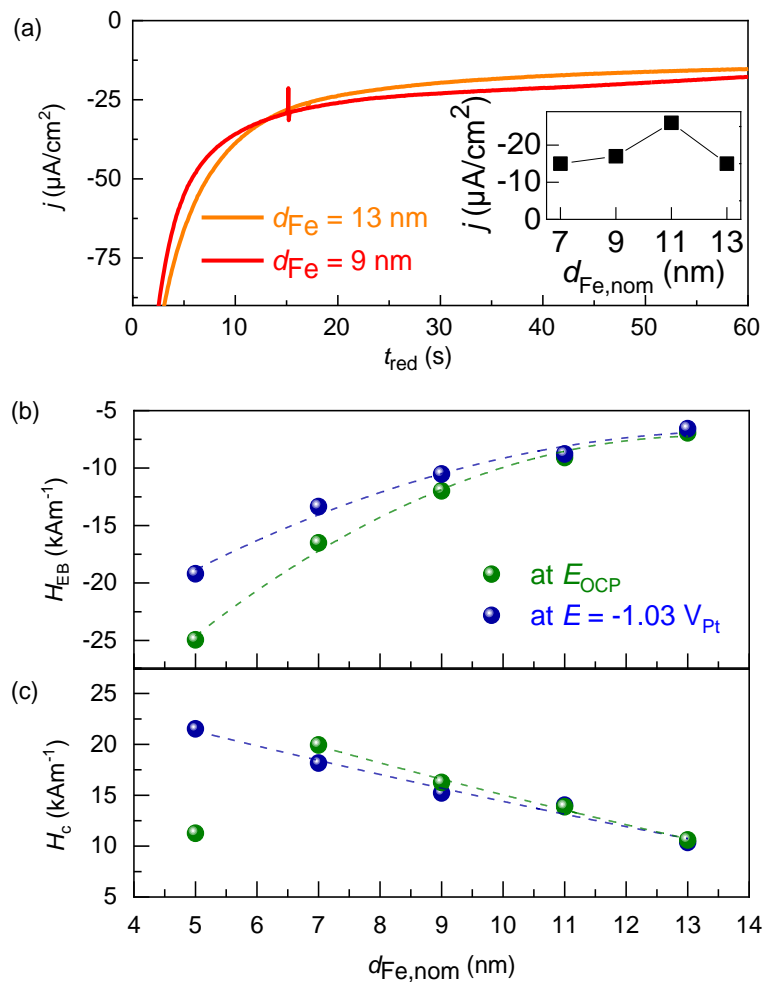 (a)
0
-25
-50
-75
j (µA/cm²)
d_Fe = 13 nm
d_Fe = 9 nm
0 10 20 30 40 50 60
t_red (s)
j (µA/cm²)
-20
-10
0
7 9 11 13
d_Fe,nom (nm)
(b)
-5
-10
-15
-20
-25
H_EB (kAm⁻¹)
at E_OCP
at E = -1.03 V_Pt
(c)
25
20
15
10
5
H_c (kAm⁻¹)
4 5 6 7 8 9 10 11 12 13 14
d_Fe,nom (nm)